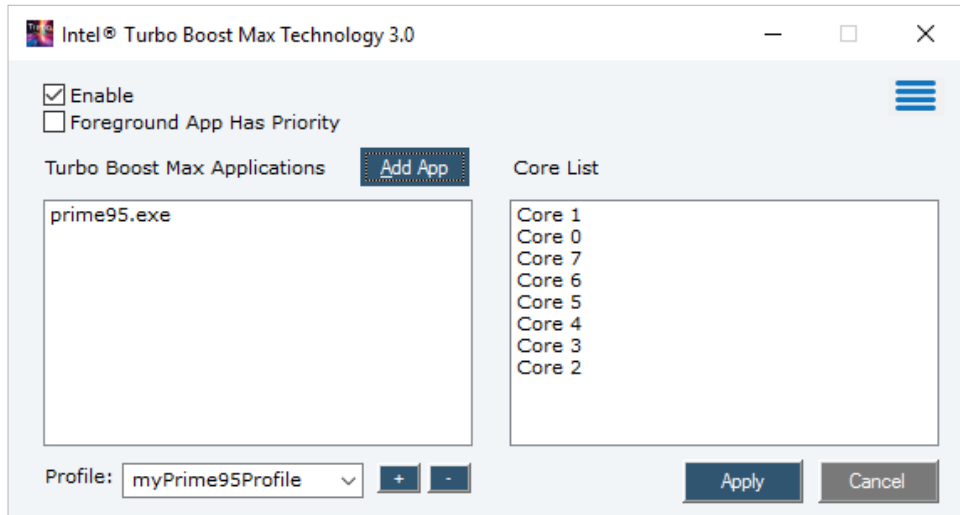 Intel® Turbo Boost Max Technology 3.0
Enable
Foreground App Has Priority
Turbo Boost Max Applications
Add App
Core List
prime95.exe
Core 1
Core 0
Core 7
Core 6
Core 5
Core 4
Core 3
Core 2
Profile:
myPrime95Profile
+
-
Apply
Cancel